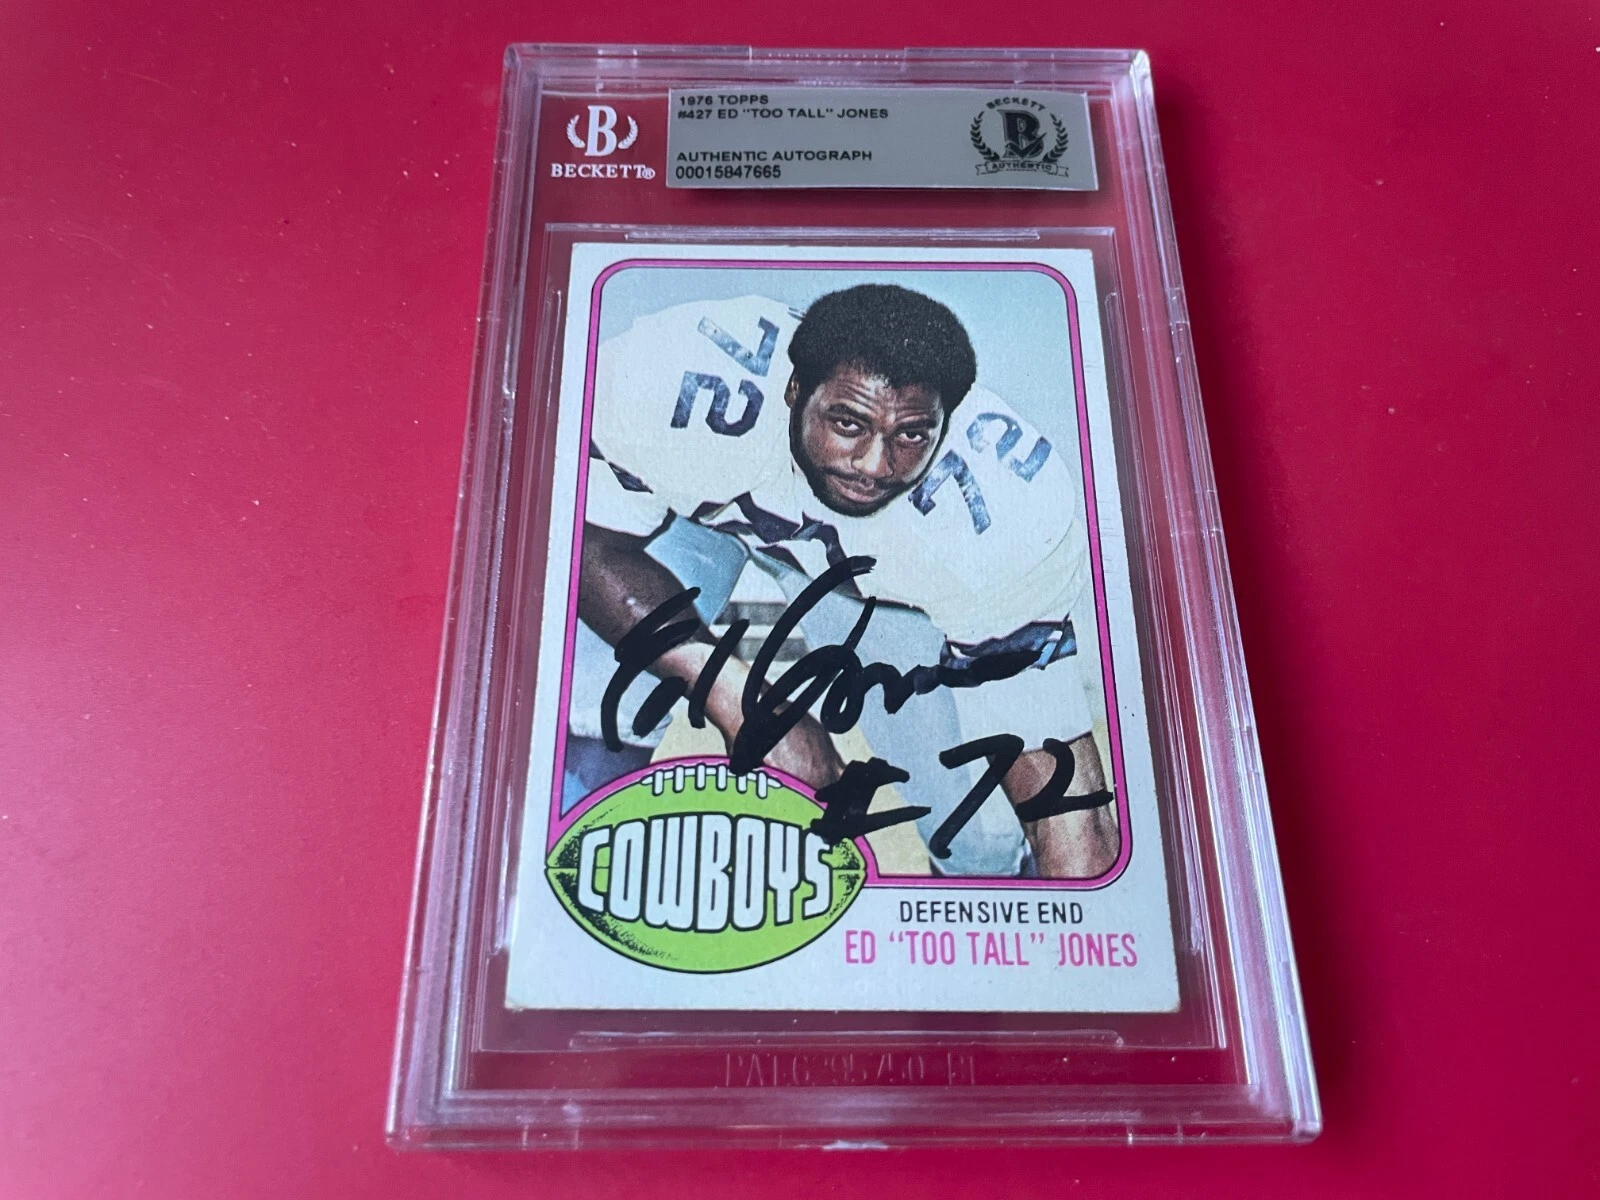 1976 TOPPS
#427 ED "TOO TALL" JONES
AUTHENTIC AUTOGRAPH
00015847665
B
BECKETT®
BECKETT
B
AUTHENTIC
72
72
Ed Jones
#72
COWBOYS
DEFENSIVE END
ED "TOO TALL" JONES